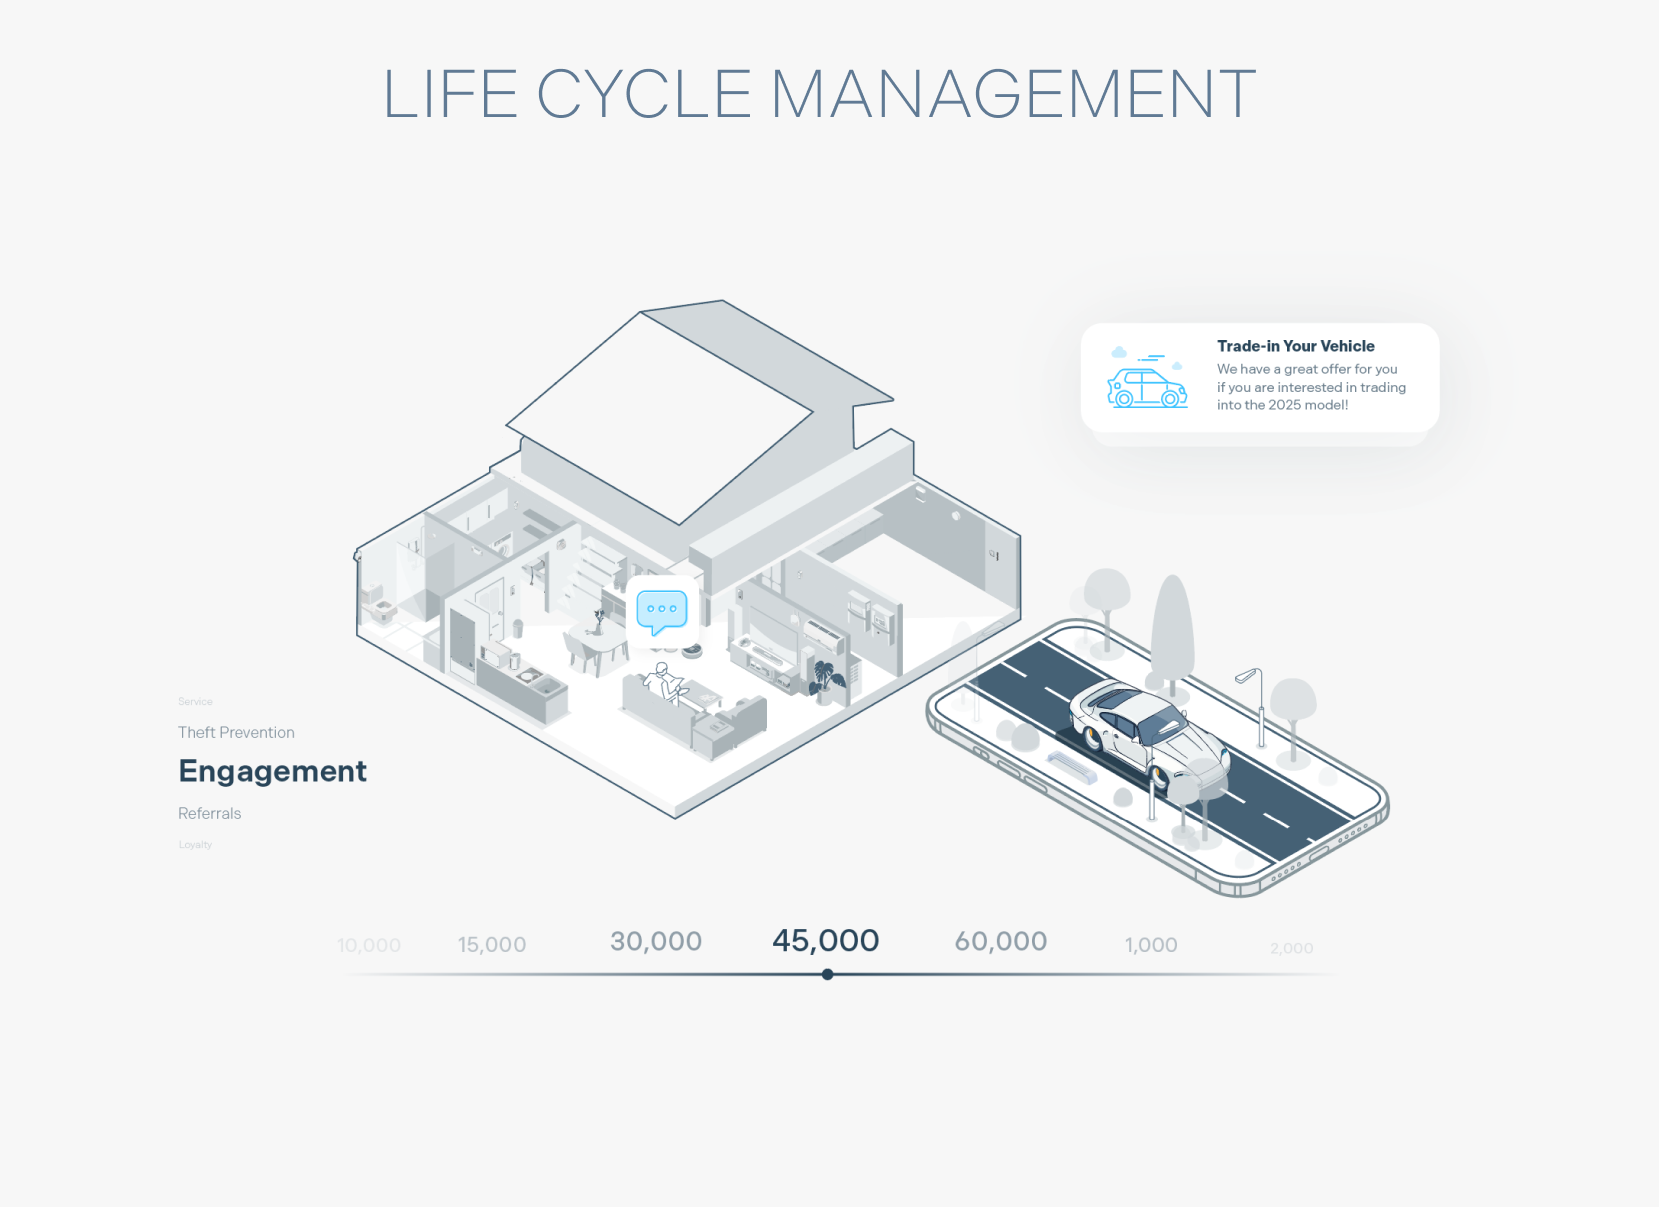 LIFE CYCLE MANAGEMENT
Trade-in Your Vehicle
We have a great offer for you
if you are interested in trading
into the 2025 model!
Service
Theft Prevention
Engagement
Referrals
Loyalty
10,000 15,000 30,000 45,000 60,000 1,000 2,000